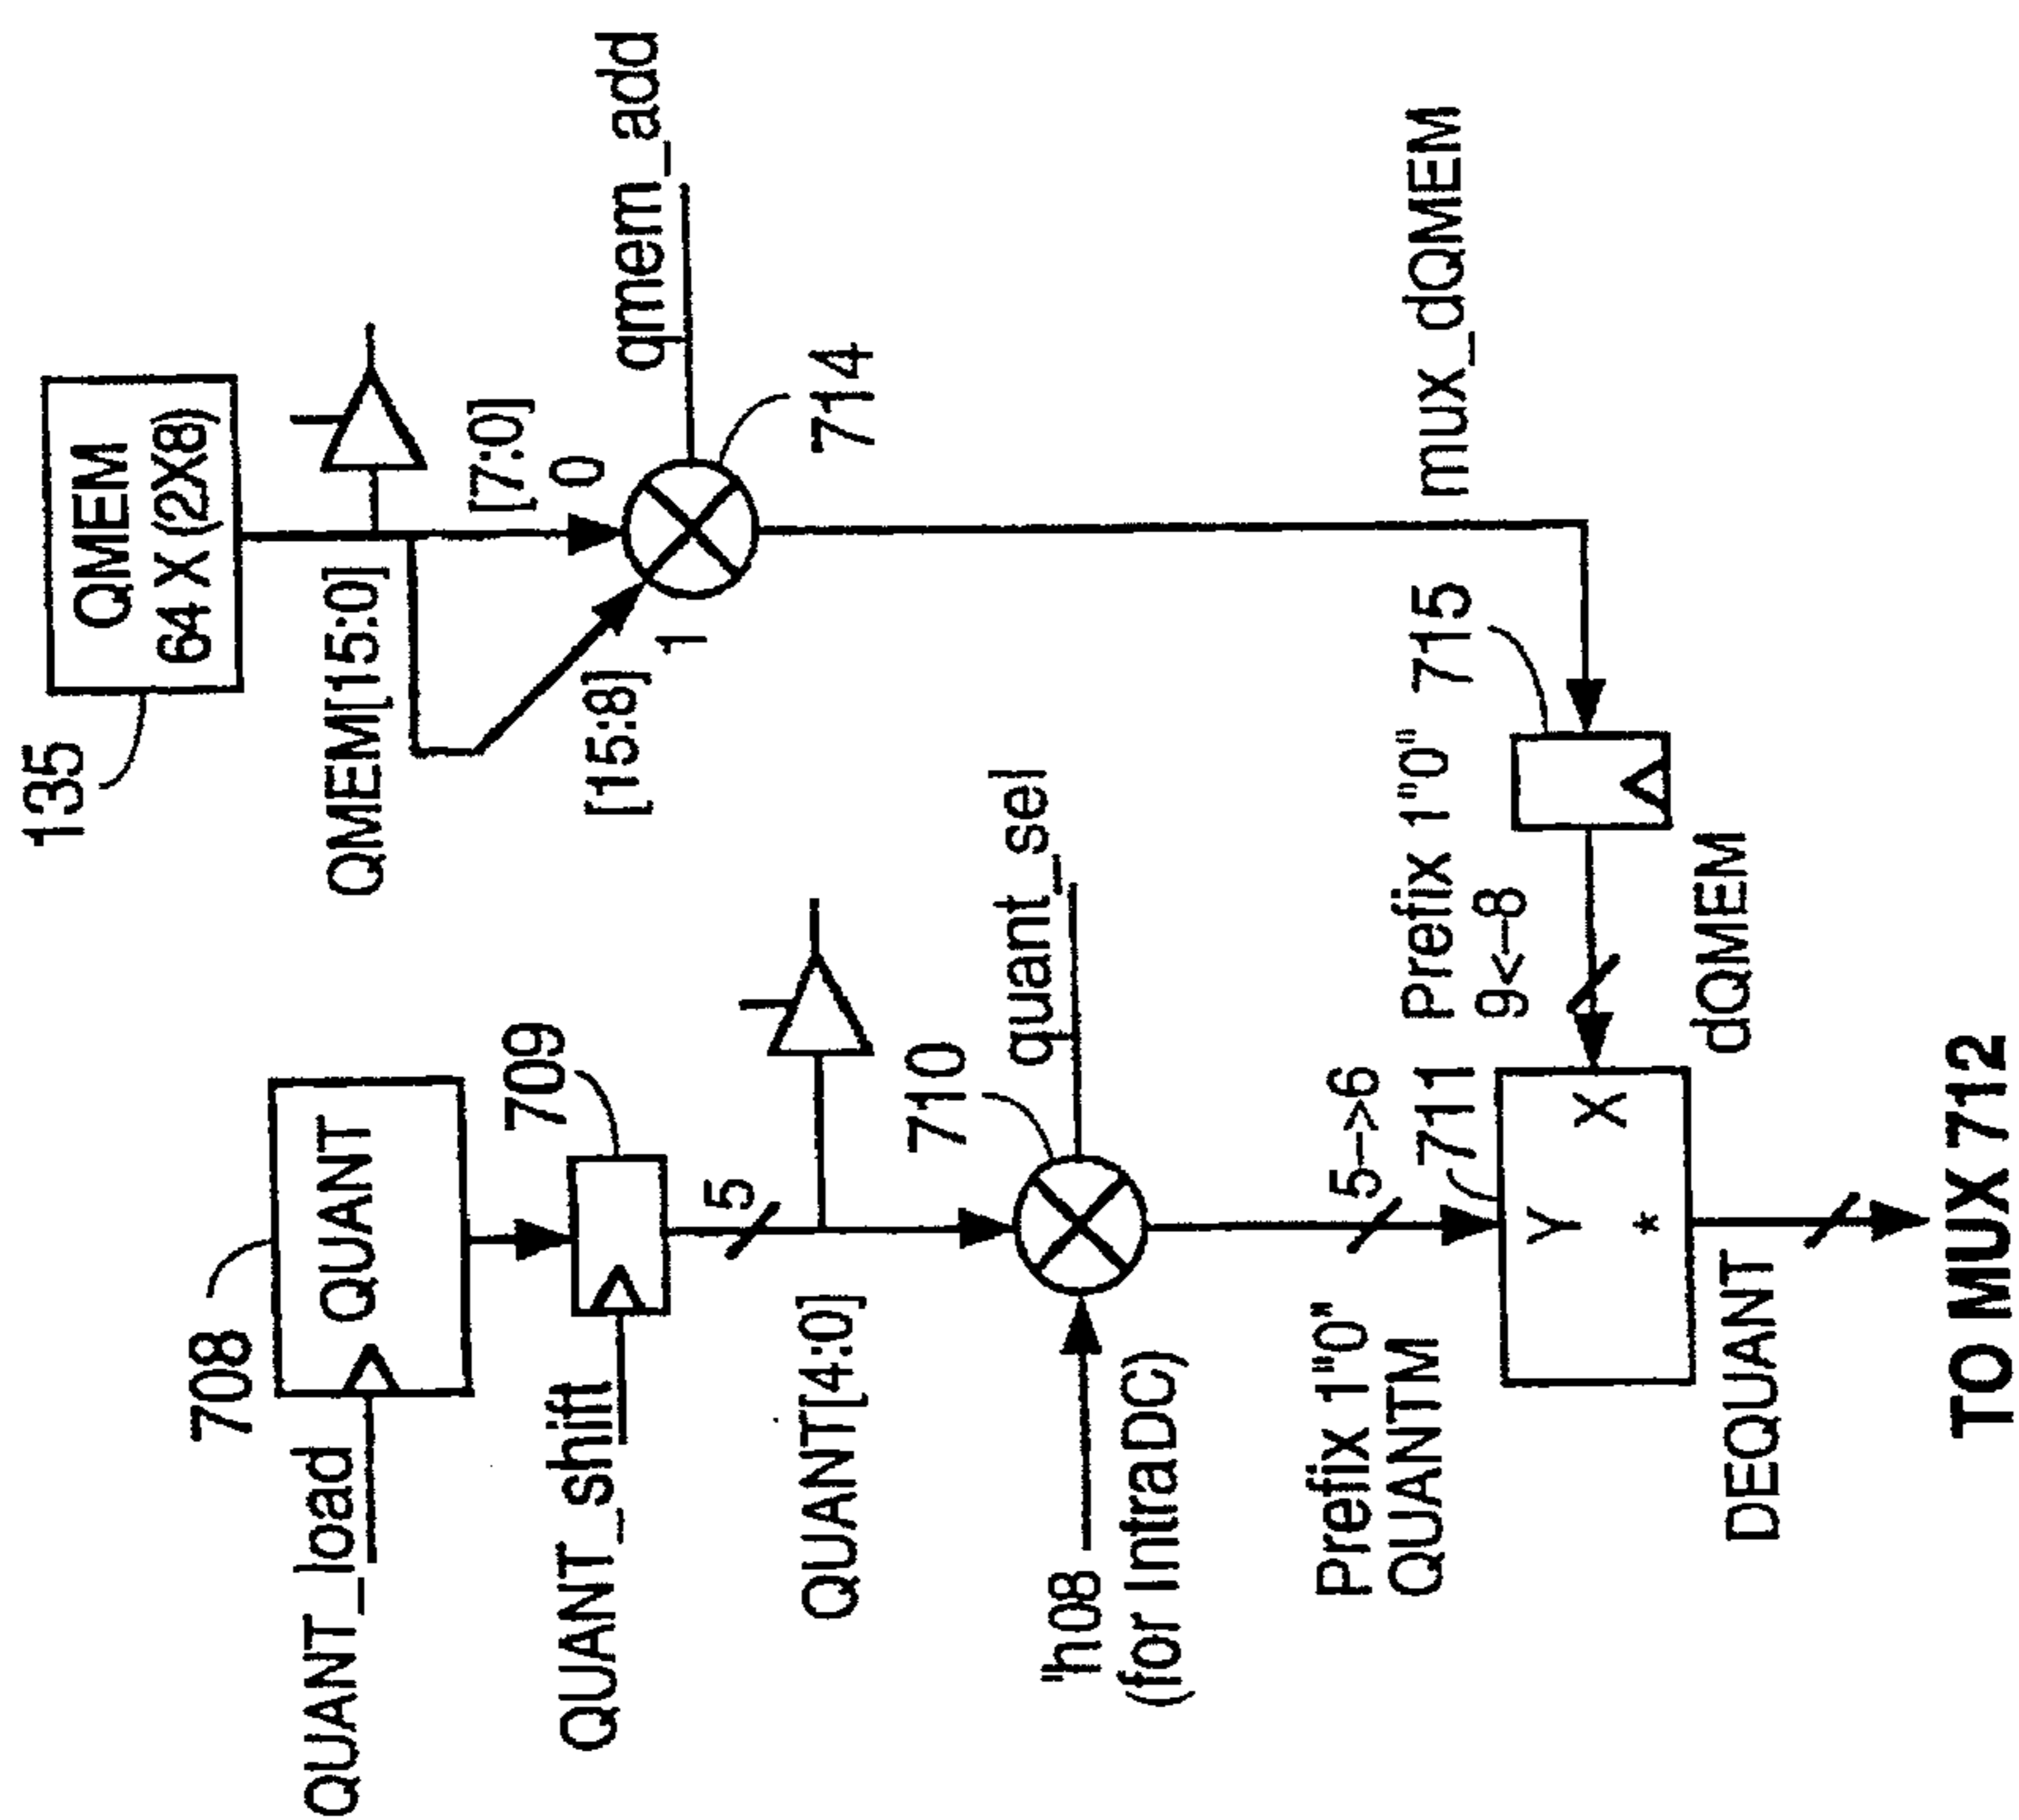 135
QMEM
64 X (2X8)
QMEM[15:0]
[7:0]
0
[15:8]
1
qmem_add
714
mux_dQMEM
715
Prefix 1"0"
9<–8
dQMEM
708
QUANT
QUANT_load
709
QUANT_shift
5
QUANT[4:0]
710
quant_sel
'h08
(for Intra DC)
5–>6
Prefix 1"0"
QUANTM
711
Y
X
*
DEQUANT
TO MUX 712